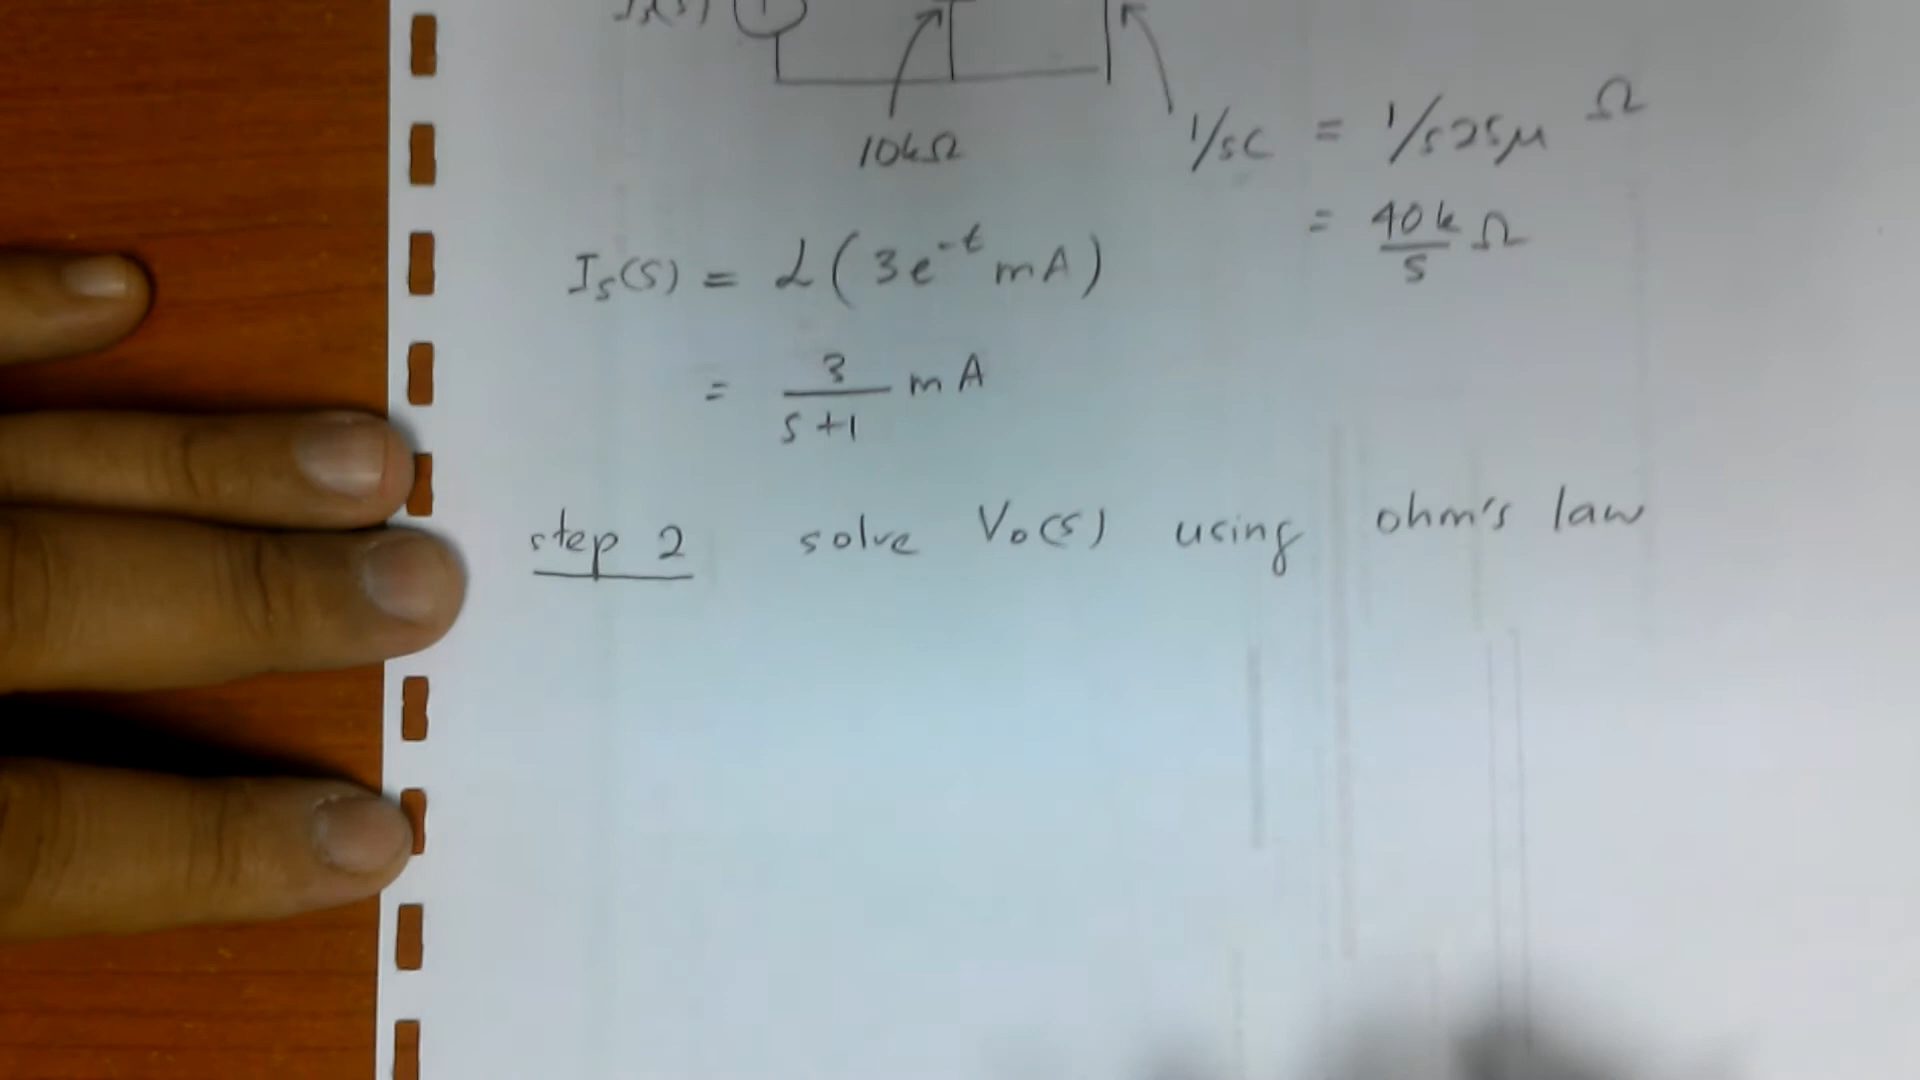 Is(s)
10kΩ
1/sC = 1/s25μ Ω
= 40k/s Ω
Is(s) = L(3e^-t mA)
= 3/s+1 mA
step 2 solve Vo(s) using ohm's law